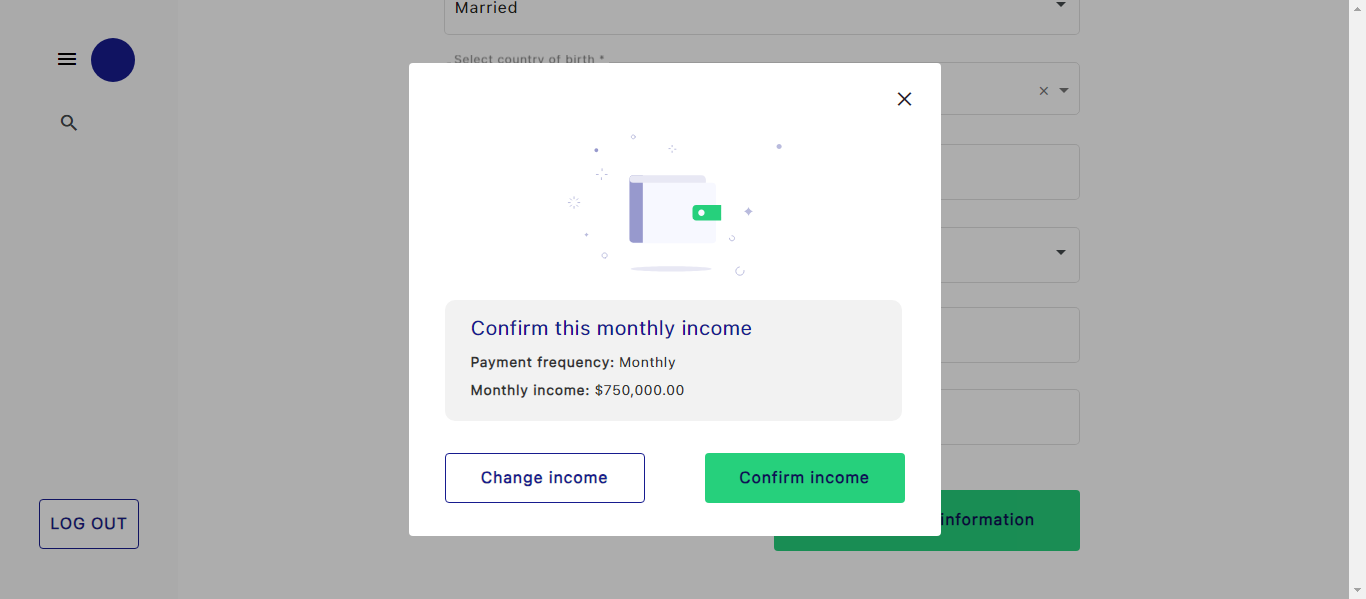 Married
Select country of birth *
Confirm this monthly income
Payment frequency: Monthly
Monthly income: $750,000.00
Change income
Confirm income
information
LOG OUT